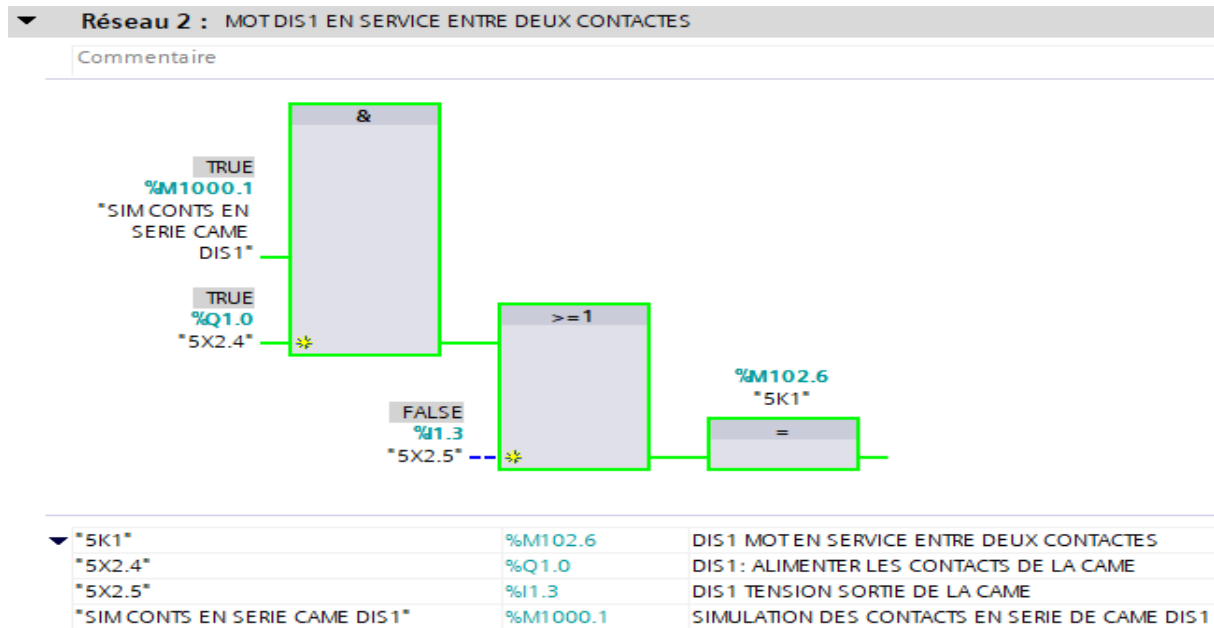 Réseau 2 : MOT DIS1 EN SERVICE ENTRE DEUX CONTACTES
Commentaire
&
TRUE
%M1000.1
"SIM CONTS EN
SERIE CAME
DIS1"
TRUE
%Q1.0
"5X2.4"
>=1
FALSE
%I1.3
"5X2.5"
%M102.6
"5K1"
=
"5K1" %M102.6 DIS1 MOT EN SERVICE ENTRE DEUX CONTACTES
"5X2.4" %Q1.0 DIS1: ALIMENTER LES CONTACTS DE LA CAME
"5X2.5" %I1.3 DIS1 TENSION SORTIE DE LA CAME
"SIM CONTS EN SERIE CAME DIS1" %M1000.1 SIMULATION DES CONTACTS EN SERIE DE CAME DIS1